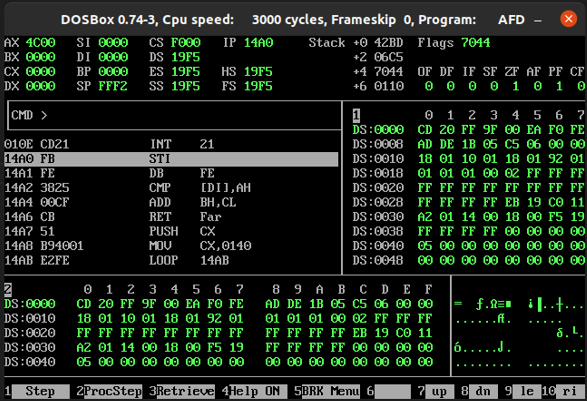 DOSBox 0.74-3, Cpu speed: 3000 cycles, Frameskip 0, Program: AFD
AX 4C00 SI 0000 CS F000 IP 14A0 Stack +0 42BD Flags 7044
BX 0000 DI 0000 DS 19F5 +2 06C5
CX 0000 BP 0000 ES 19F5 HS 19F5 +4 7044 OF DF IF SF ZF AF PF CF
DX 0000 SP FFF2 SS 19F5 FS 19F5 +6 0110 0 0 0 0 1 0 1 0
CMD >
010E CD21 INT 21
14A0 FB STI
14A1 FE DB FE
14A2 3825 CMP [DI],AH
14A4 00CF ADD BH,CL
14A6 CB RET Far
14A7 51 PUSH CX
14A8 B94001 MOV CX,0140
14AB E2FE LOOP 14AB
1 0 1 2 3 4 5 6 7
DS:0000 CD 20 FF 9F 00 EA F0 FE
DS:0008 AD DE 1B 05 C5 06 00 00
DS:0010 18 01 10 01 18 01 92 01
DS:0018 01 01 01 00 02 FF FF FF
DS:0020 FF FF FF FF FF FF FF FF
DS:0028 FF FF FF FF EB 19 C0 11
DS:0030 A2 01 14 00 18 00 F5 19
DS:0038 FF FF FF FF 00 00 00 00
DS:0040 05 00 00 00 00 00 00 00
DS:0048 00 00 00 00 00 00 00 00
2 0 1 2 3 4 5 6 7 8 9 A B C D E F
DS:0000 CD 20 FF 9F 00 EA F0 FE AD DE 1B 05 C5 06 00 00
DS:0010 18 01 10 01 18 01 92 01 01 01 01 00 02 FF FF FF
DS:0020 FF FF FF FF FF FF FF FF FF FF FF FF EB 19 C0 11
DS:0030 A2 01 14 00 18 00 F5 19 FF FF FF FF 00 00 00 00
DS:0040 05 00 00 00 00 00 00 00 00 00 00 00 00 00 00 00
1 Step 2ProcStep 3Retrieve 4Help ON 5BRK Menu 6 7 up 8 dn 9 le 10 ri